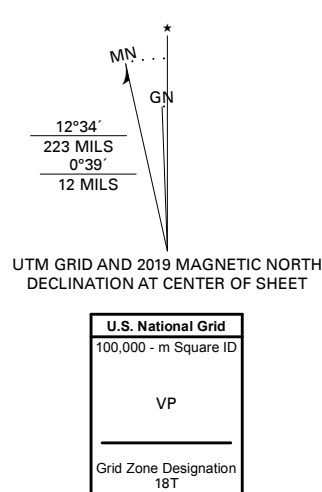 ★
MN
GN
12°34´
223 MILS
0°39´
12 MILS
UTM GRID AND 2019 MAGNETIC NORTH
DECLINATION AT CENTER OF SHEET
U.S. National Grid
100,000 - m Square ID
VP
Grid Zone Designation
18T